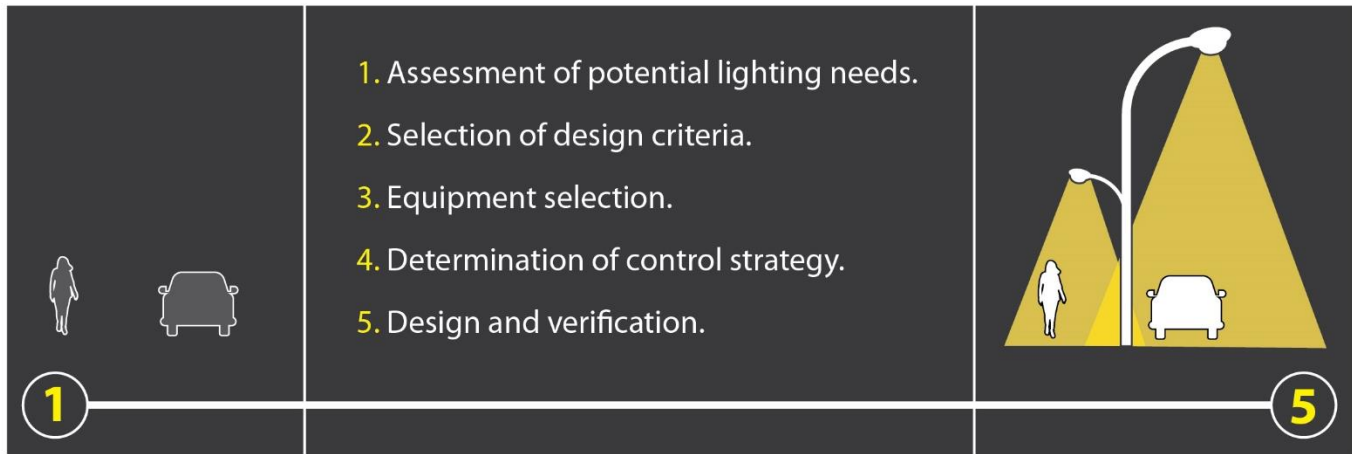 1. Assessment of potential lighting needs.
2. Selection of design criteria.
3. Equipment selection.
4. Determination of control strategy.
5. Design and verification.
1
5